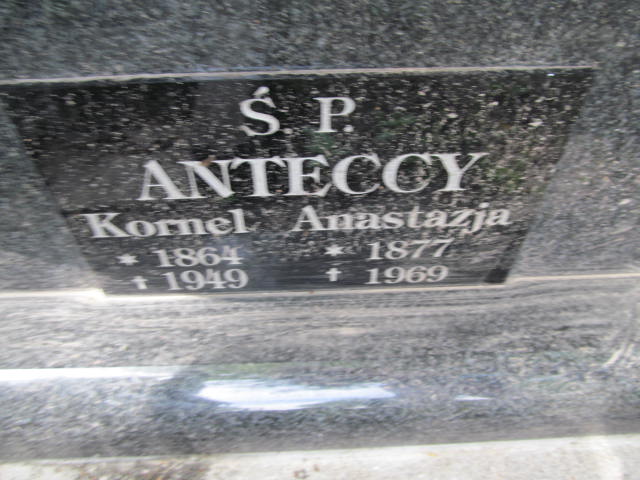 Ś. P.
ANTECCY
Kornel Anastazja
* 1864 * 1877
† 1949 † 1969